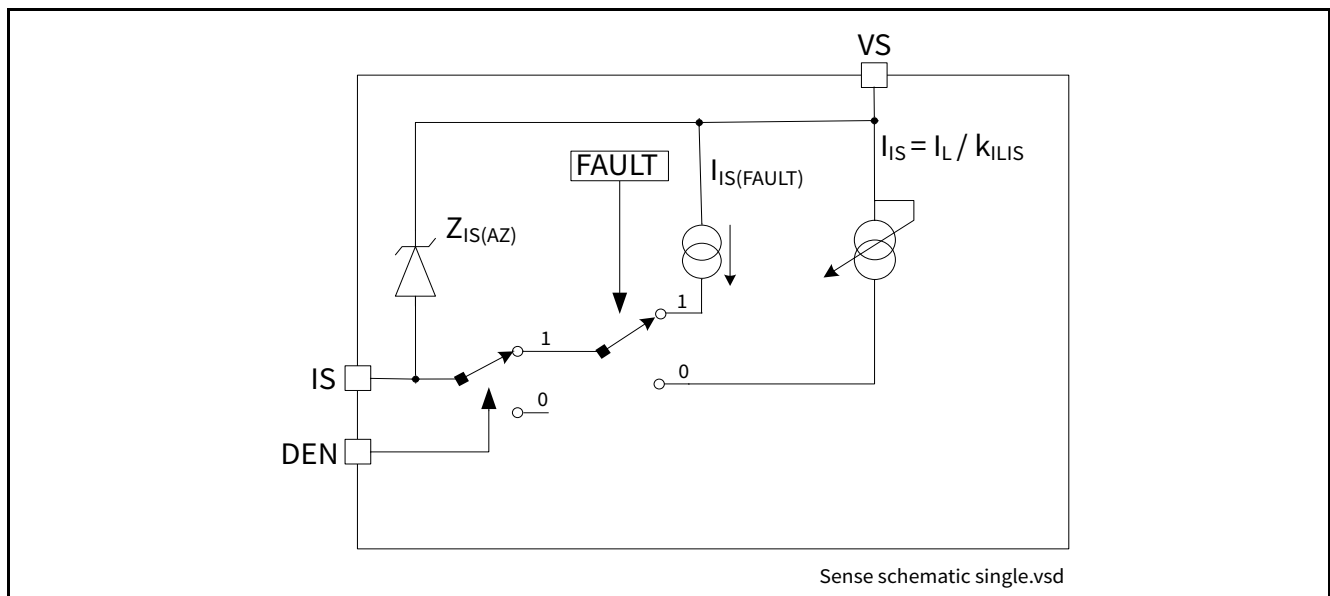 VS
I_IS = I_L / k_ILIS
FAULT
I_IS(FAULT)
Z_IS(AZ)
1
1
IS
0
0
DEN
Sense schematic single.vsd